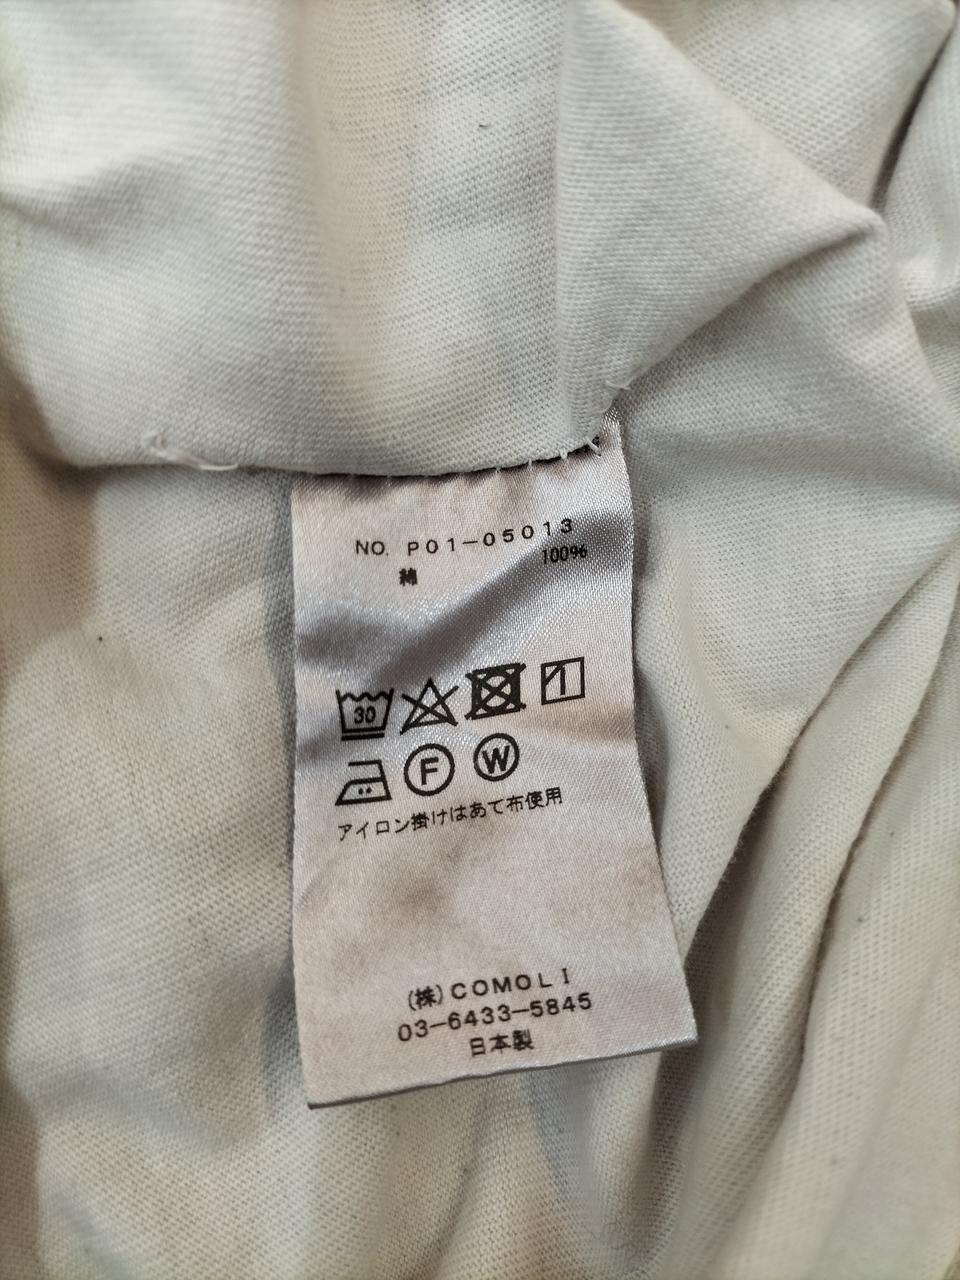 NO. P01-05013
綿 100%
30
F W
アイロン掛けはあて布使用
(株)COMOLI
03-6433-5845
日本製